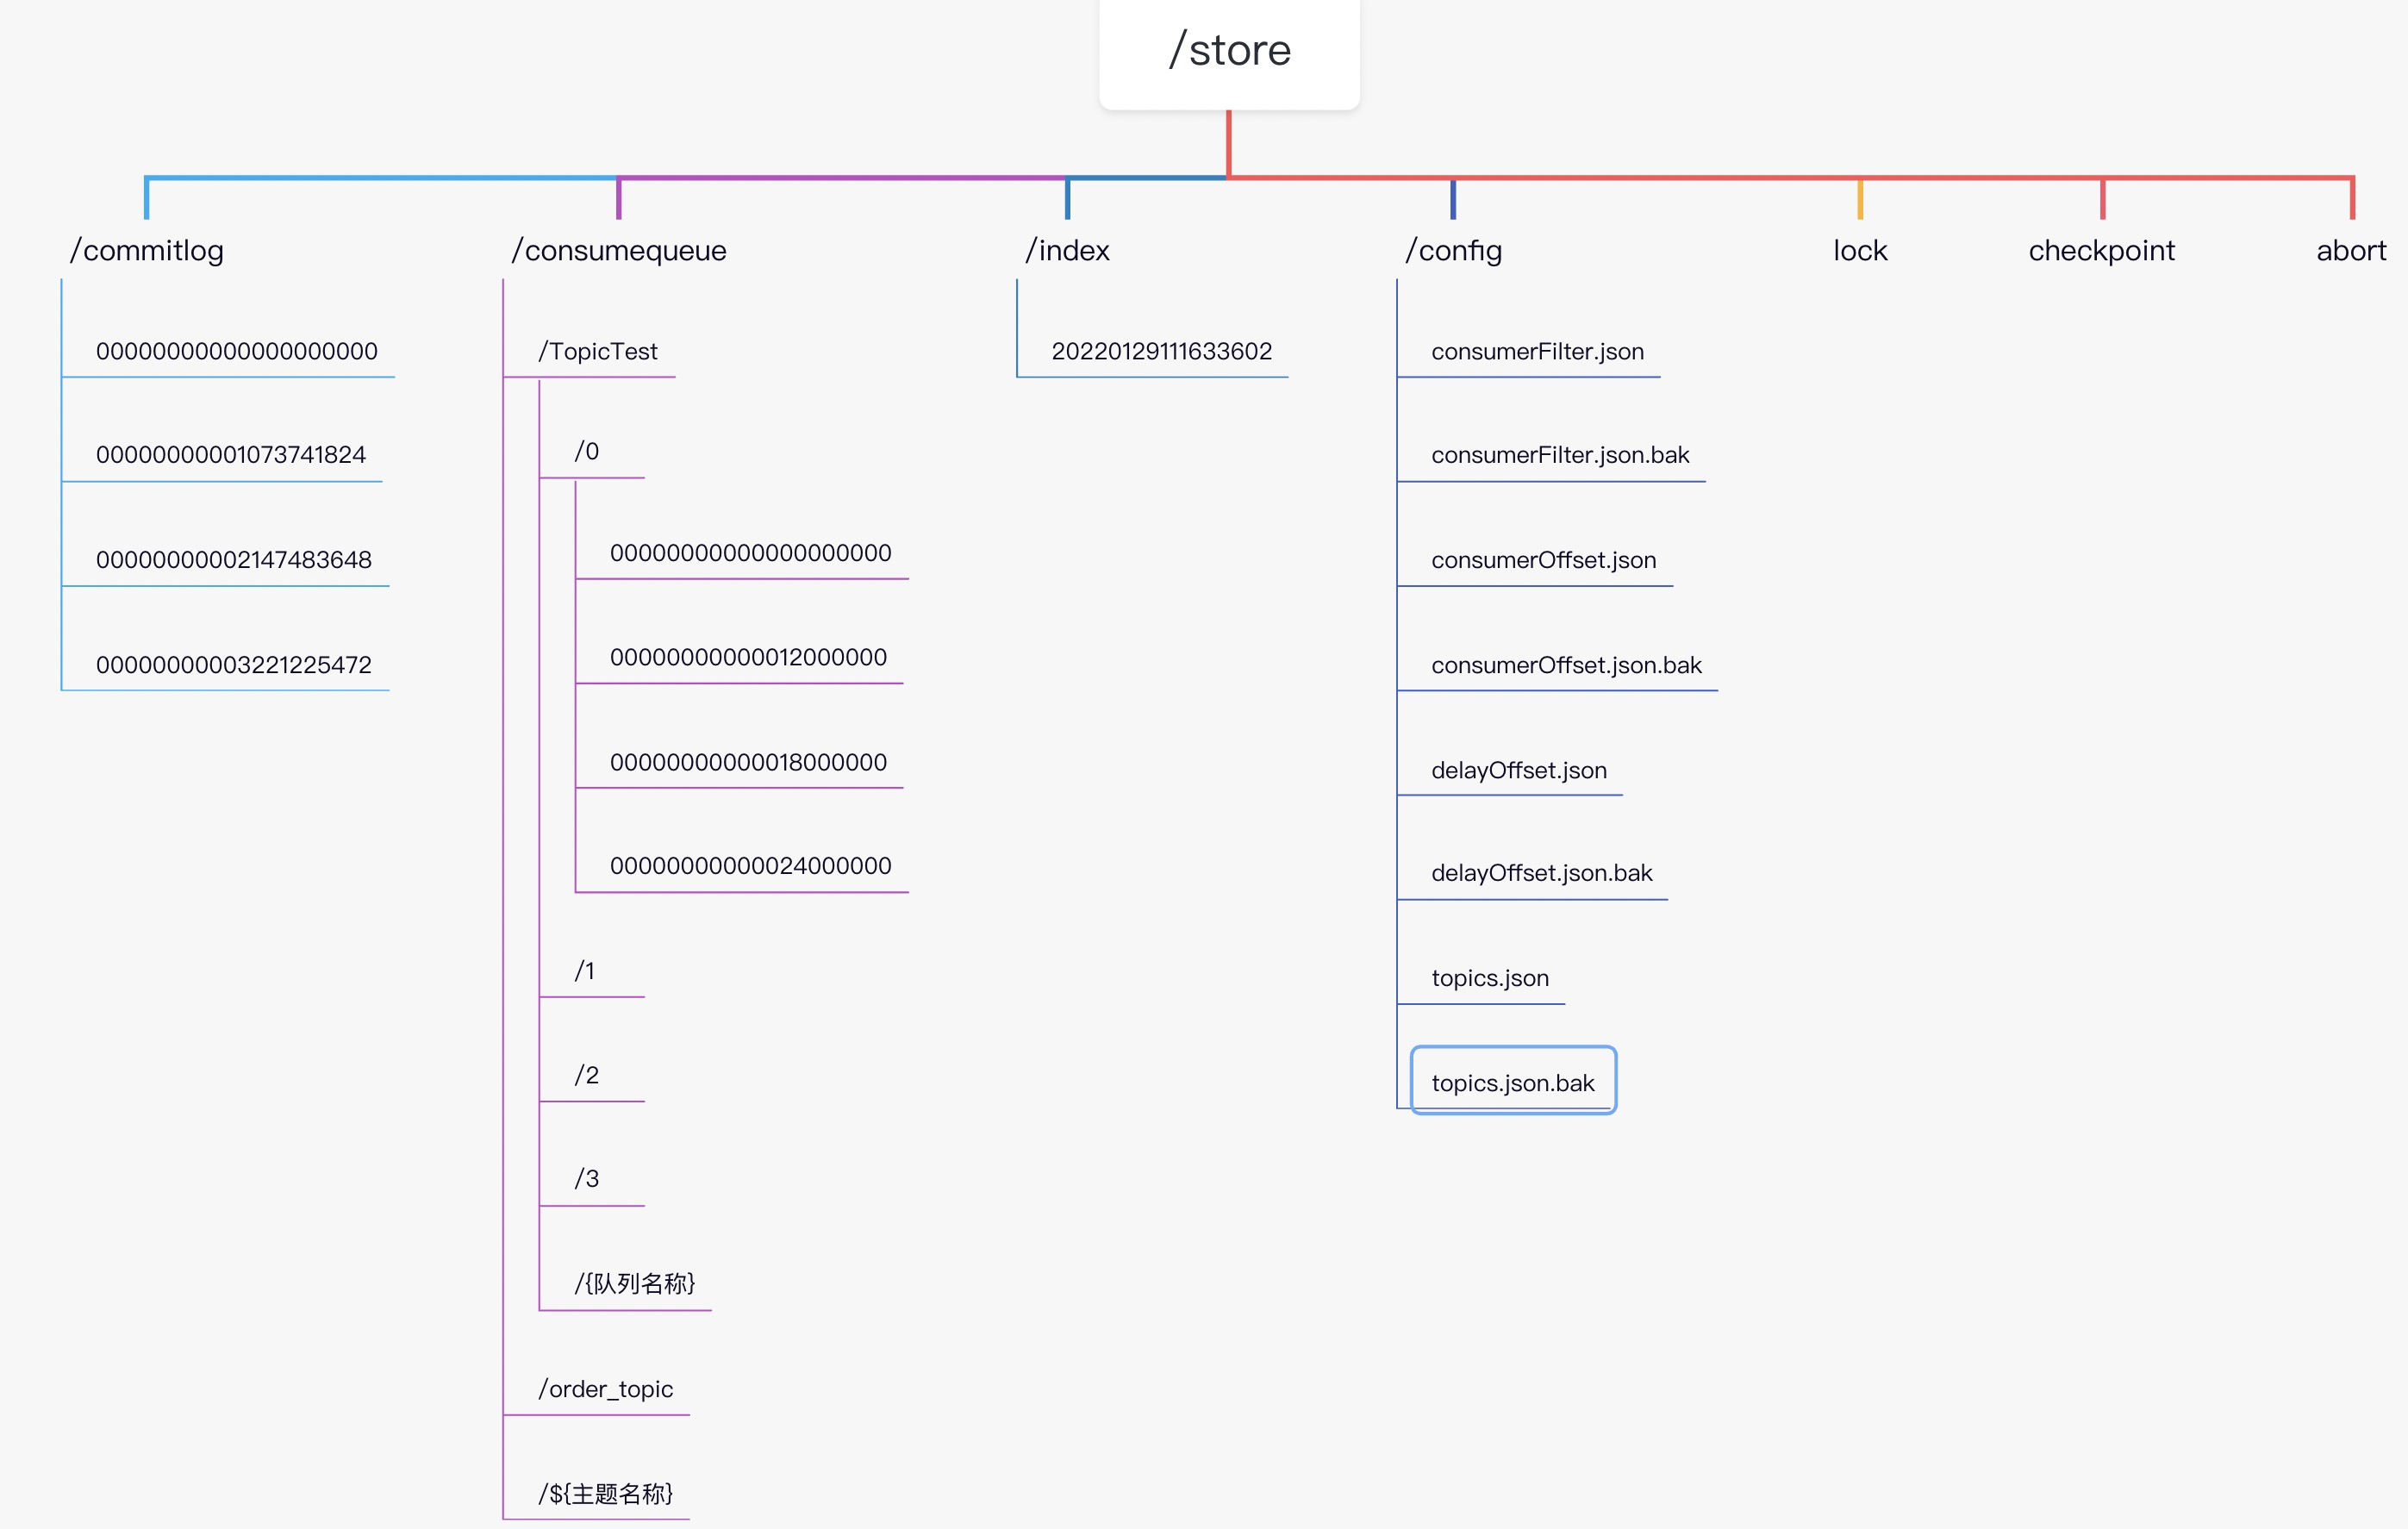 /store
/commitlog
00000000000000000000
00000000001073741824
00000000002147483648
00000000003221225472
/consumequeue
/TopicTest
/0
00000000000000000000
00000000000012000000
00000000000018000000
00000000000024000000
/1
/2
/3
/{队列名称}
/order_topic
/${主题名称}
/index
20220129111633602
/config
consumerFilter.json
consumerFilter.json.bak
consumerOffset.json
consumerOffset.json.bak
delayOffset.json
delayOffset.json.bak
topics.json
topics.json.bak
lock
checkpoint
abort